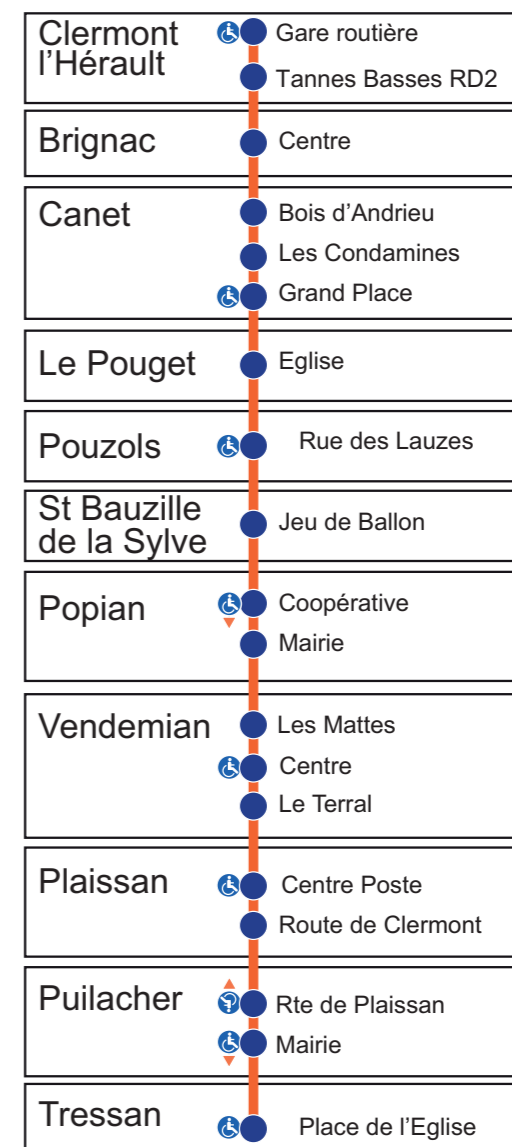 Clermont
l’Hérault
Gare routière
Tannes Basses RD2
Brignac
Centre
Canet
Bois d’Andrieu
Les Condamines
Grand Place
Le Pouget
Eglise
Pouzols
Rue des Lauzes
St Bauzille
de la Sylve
Jeu de Ballon
Popian
Coopérative
Mairie
Vendemian
Les Mattes
Centre
Le Terral
Plaissan
Centre Poste
Route de Clermont
Puilacher
Rte de Plaissan
Mairie
Tressan
Place de l’Eglise